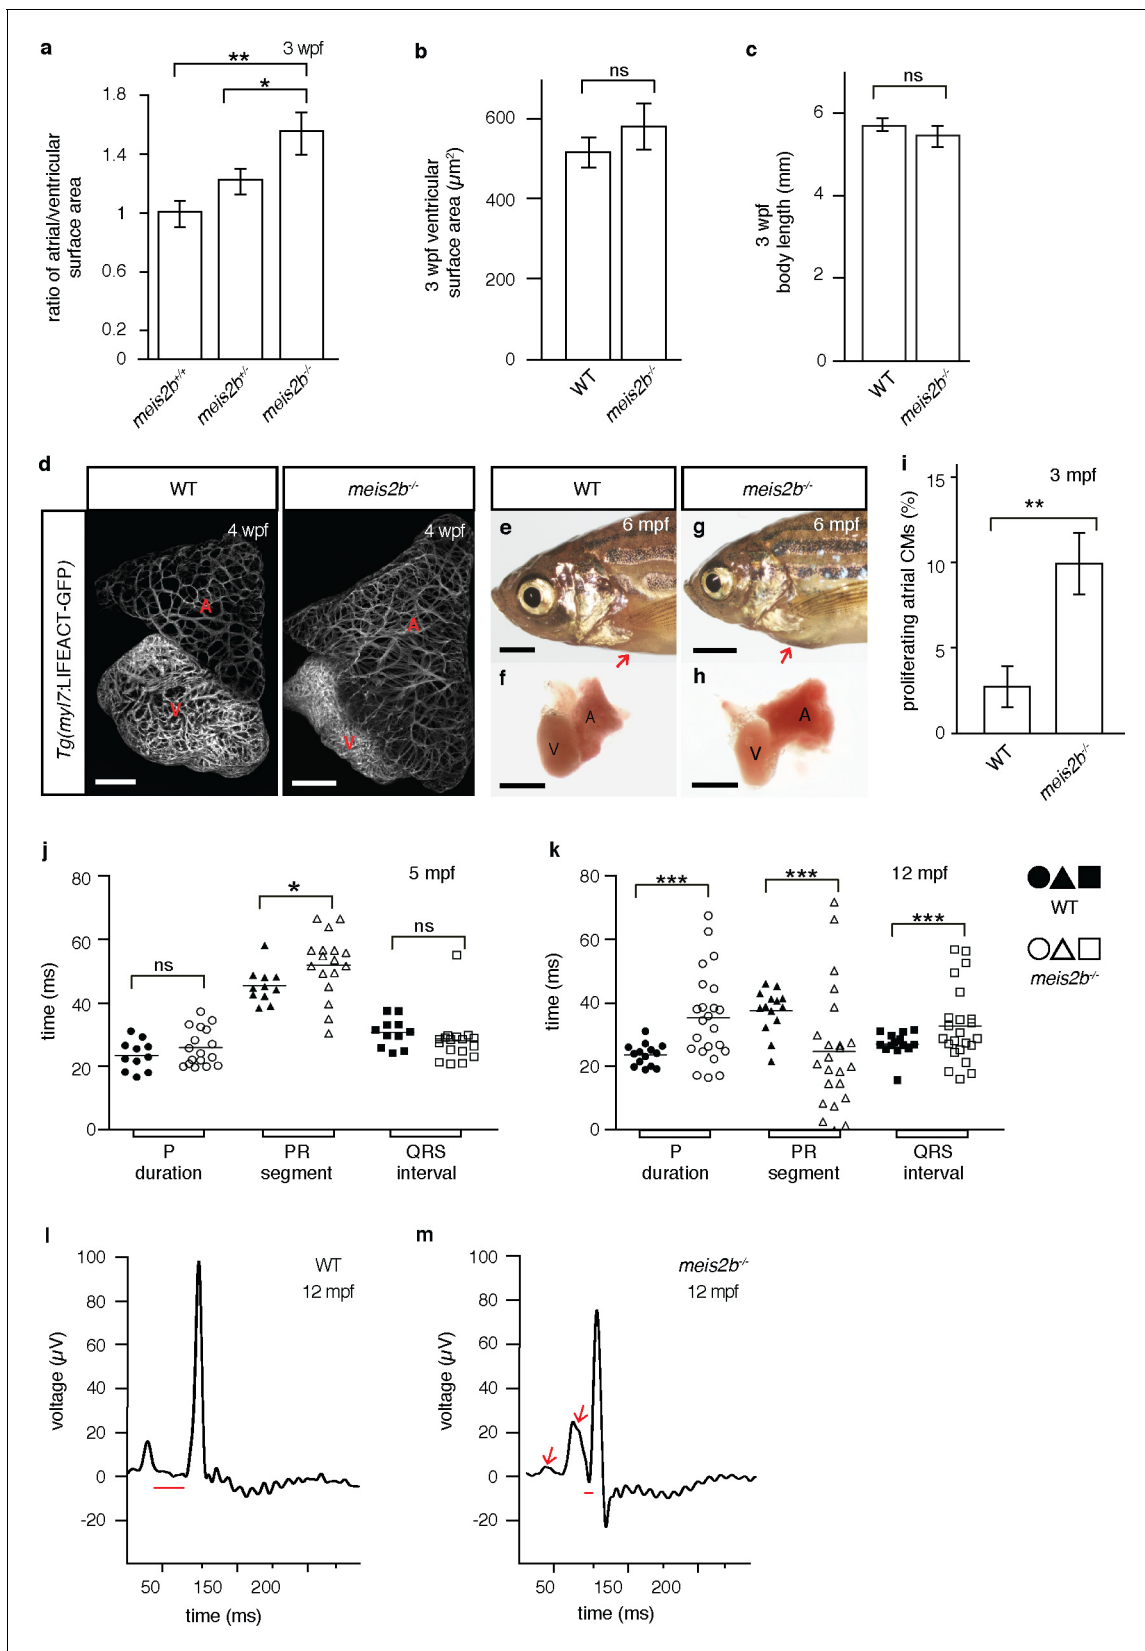 a
3 wpf
**
*
ratio of atrial/ventricular
surface area
1.8
1.4
1
0.6
0.2
0
meis2b+/+
meis2b+/-
meis2b-/-
b
ns
3 wpf ventricular
surface area (µm2)
600
400
200
0
WT
meis2b-/-
c
ns
3 wpf
body length (mm)
6
4
2
0
WT
meis2b-/-
d
WT
meis2b-/-
Tg(myl7:LIFEACT-GFP)
4 wpf
A
V
4 wpf
A
V
WT
meis2b-/-
e
6 mpf
g
6 mpf
f
A
V
h
A
V
i
3 mpf
**
proliferating atrial CMs (%)
15
10
5
0
WT
meis2b-/-
j
5 mpf
time (ms)
80
60
40
20
0
ns
*
ns
P
duration
PR
segment
QRS
interval
k
12 mpf
time (ms)
80
60
40
20
0
***
***
***
P
duration
PR
segment
QRS
interval
WT
meis2b-/-
l
WT
12 mpf
voltage (µV)
100
80
60
40
20
0
-20
50 150 200
time (ms)
m
meis2b-/-
12 mpf
voltage (µV)
100
80
60
40
20
0
-20
50 150 200
time (ms)